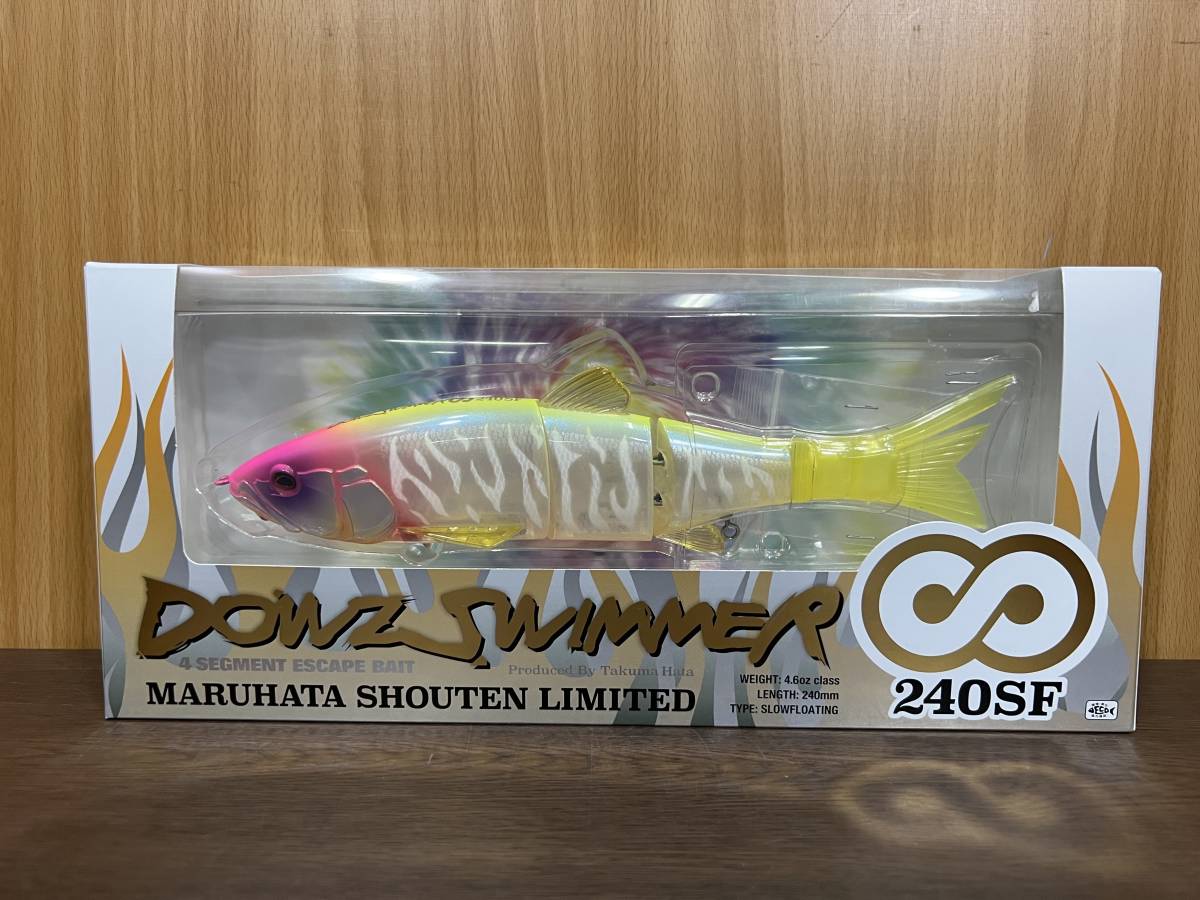 DOWZ SWIMMER
4 SEGMENT ESCAPE BAIT
Produced By Takuma Hata
MARUHATA SHOUTEN LIMITED
WEIGHT: 4.6oz class
LENGTH: 240mm
TYPE: SLOWFLOATING
240SF
FECO